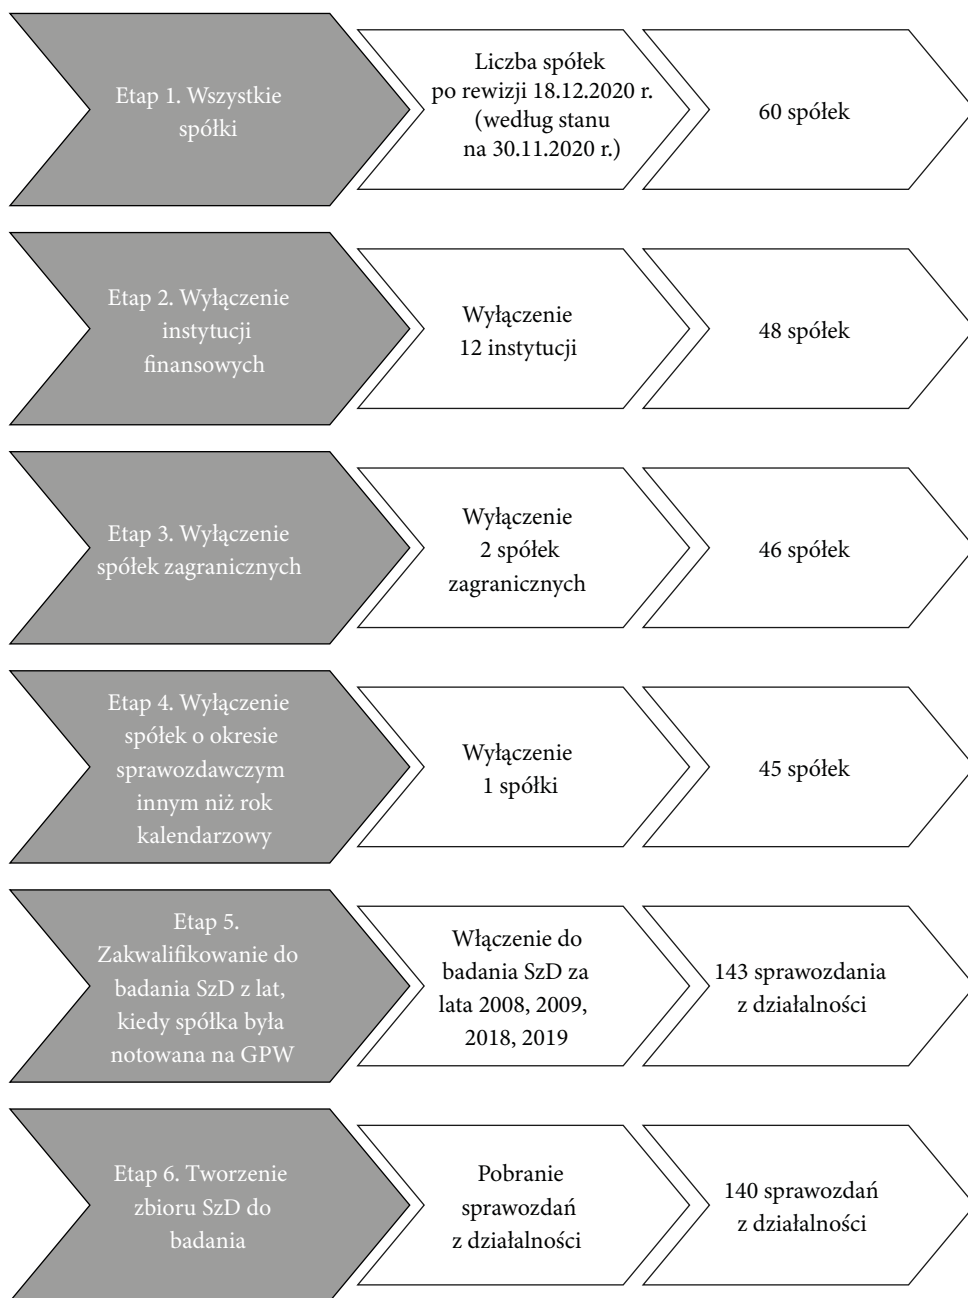 Etap 1. Wszystkie
spółki
Liczba spółek
po rewizji 18.12.2020 r.
(według stanu
na 30.11.2020 r.)
60 spółek
Etap 2. Wyłączenie
instytucji
finansowych
Wyłączenie
12 instytucji
48 spółek
Etap 3. Wyłączenie
spółek zagranicznych
Wyłączenie
2 spółek
zagranicznych
46 spółek
Etap 4. Wyłączenie
spółek o okresie
sprawozdawczym
innym niż rok
kalendarzowy
Wyłączenie
1 spółki
45 spółek
Etap 5.
Zakwalifikowanie do
badania SzD z lat,
kiedy spółka była
notowana na GPW
Włączenie do
badania SzD za
lata 2008, 2009,
2018, 2019
143 sprawozdania
z działalności
Etap 6. Tworzenie
zbioru SzD do
badania
Pobranie
sprawozdań
z działalności
140 sprawozdań
z działalności